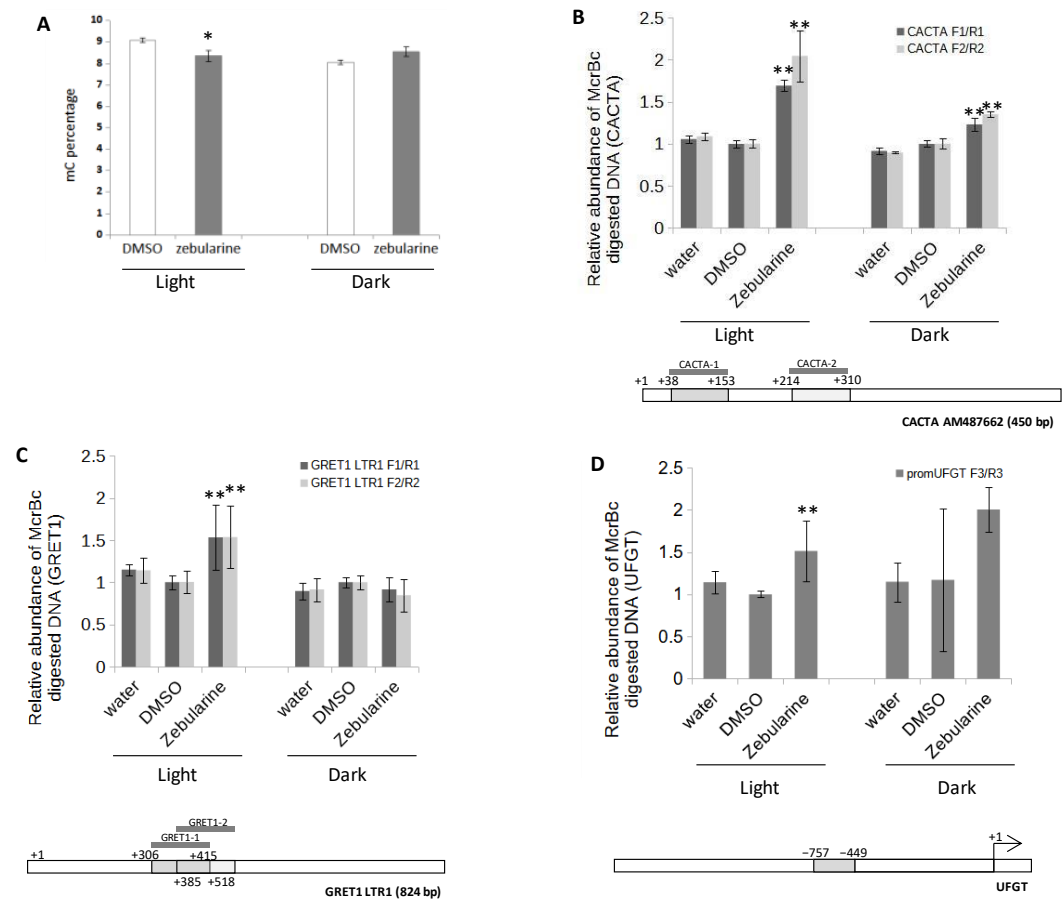 A
10
9
8
7
6
5
4
3
2
1
0
mC percentage
*
DMSO zebularine DMSO zebularine
Light Dark
B
2.5
2
1.5
1
0.5
0
Relative abundance of McrBc
digested DNA (CACTA)
CACTA F1/R1
CACTA F2/R2
** ** ** **
water DMSO Zebularine water DMSO Zebularine
Light Dark
CACTA-1 CACTA-2
+1 +38 +153 +214 +310
CACTA AM487662 (450 bp)
C
2.5
2
1.5
1
0.5
0
Relative abundance of McrBc
digested DNA (GRET1)
GRET1 LTR1 F1/R1
GRET1 LTR1 F2/R2
** **
water DMSO Zebularine water DMSO Zebularine
Light Dark
GRET1-2
GRET1-1
+1 +306 +415
+385 +518
GRET1 LTR1 (824 bp)
D
2.5
2
1.5
1
0.5
0
Relative abundance of McrBc
digested DNA (UFGT)
promUFGT F3/R3
**
water DMSO Zebularine water DMSO Zebularine
Light Dark
+1
−757 −449
UFGT